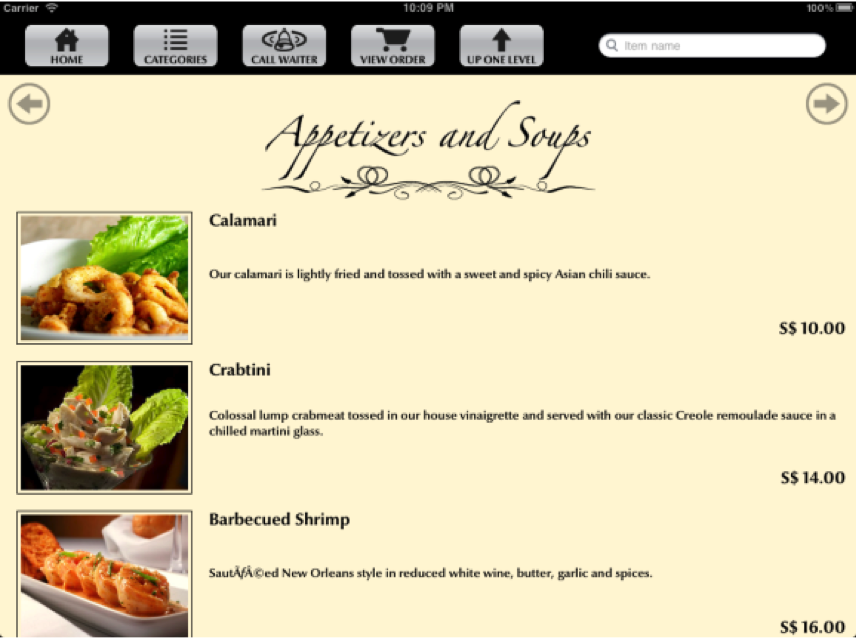 Carrier 10:09 PM 100%
HOME CATEGORIES CALL WAITER VIEW ORDER UP ONE LEVEL Item name
Appetizers and Soups
Calamari
Our calamari is lightly fried and tossed with a sweet and spicy Asian chili sauce.
S$ 10.00
Crabtini
Colossal lump crabmeat tossed in our house vinaigrette and served with our classic Creole remoulade sauce in a
chilled martini glass.
S$ 14.00
Barbecued Shrimp
SautÃƒÂ©ed New Orleans style in reduced white wine, butter, garlic and spices.
S$ 16.00